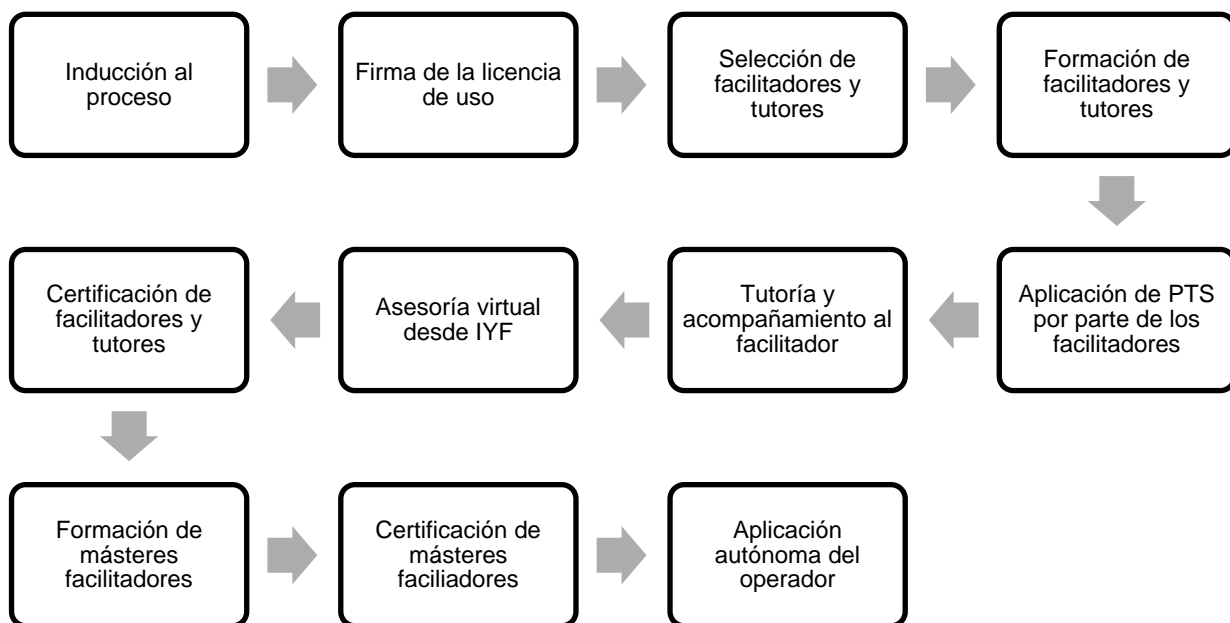 Inducción al
proceso
Firma de la licencia
de uso
Selección de
facilitadores y
tutores
Formación de
facilitadores y
tutores
Aplicación de PTS
por parte de los
facilitadores
Tutoría y
acompañamiento al
facilitador
Asesoría virtual
desde IYF
Certificación de
facilitadores y
tutores
Formación de
másteres
facilitadores
Certificación de
másteres
faciliadores
Aplicación
autónoma del
operador